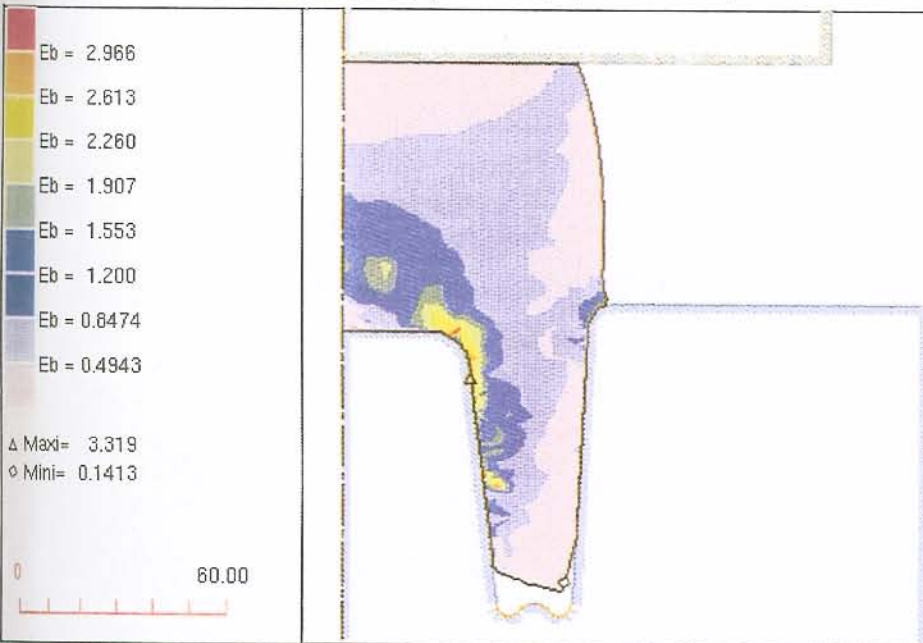 Eb = 2.966
Eb = 2.613
Eb = 2.260
Eb = 1.907
Eb = 1.553
Eb = 1.200
Eb = 0.8474
Eb = 0.4943
△ Maxi= 3.319
◇ Mini= 0.1413
0 60.00